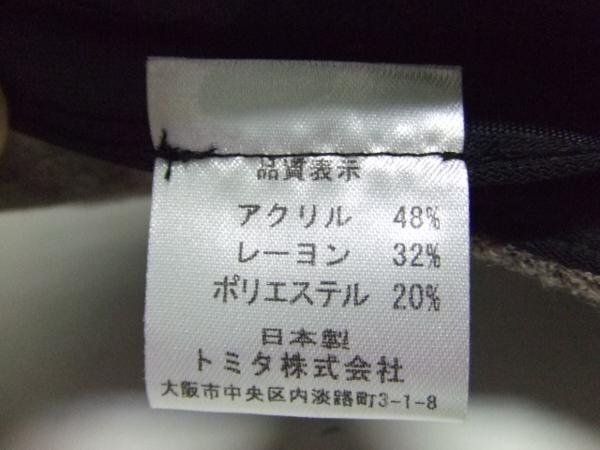 品質表示
アクリル 48%
レーヨン 32%
ポリエステル 20%
日本製
トミタ株式会社
大阪市中央区内淡路町3-1-8